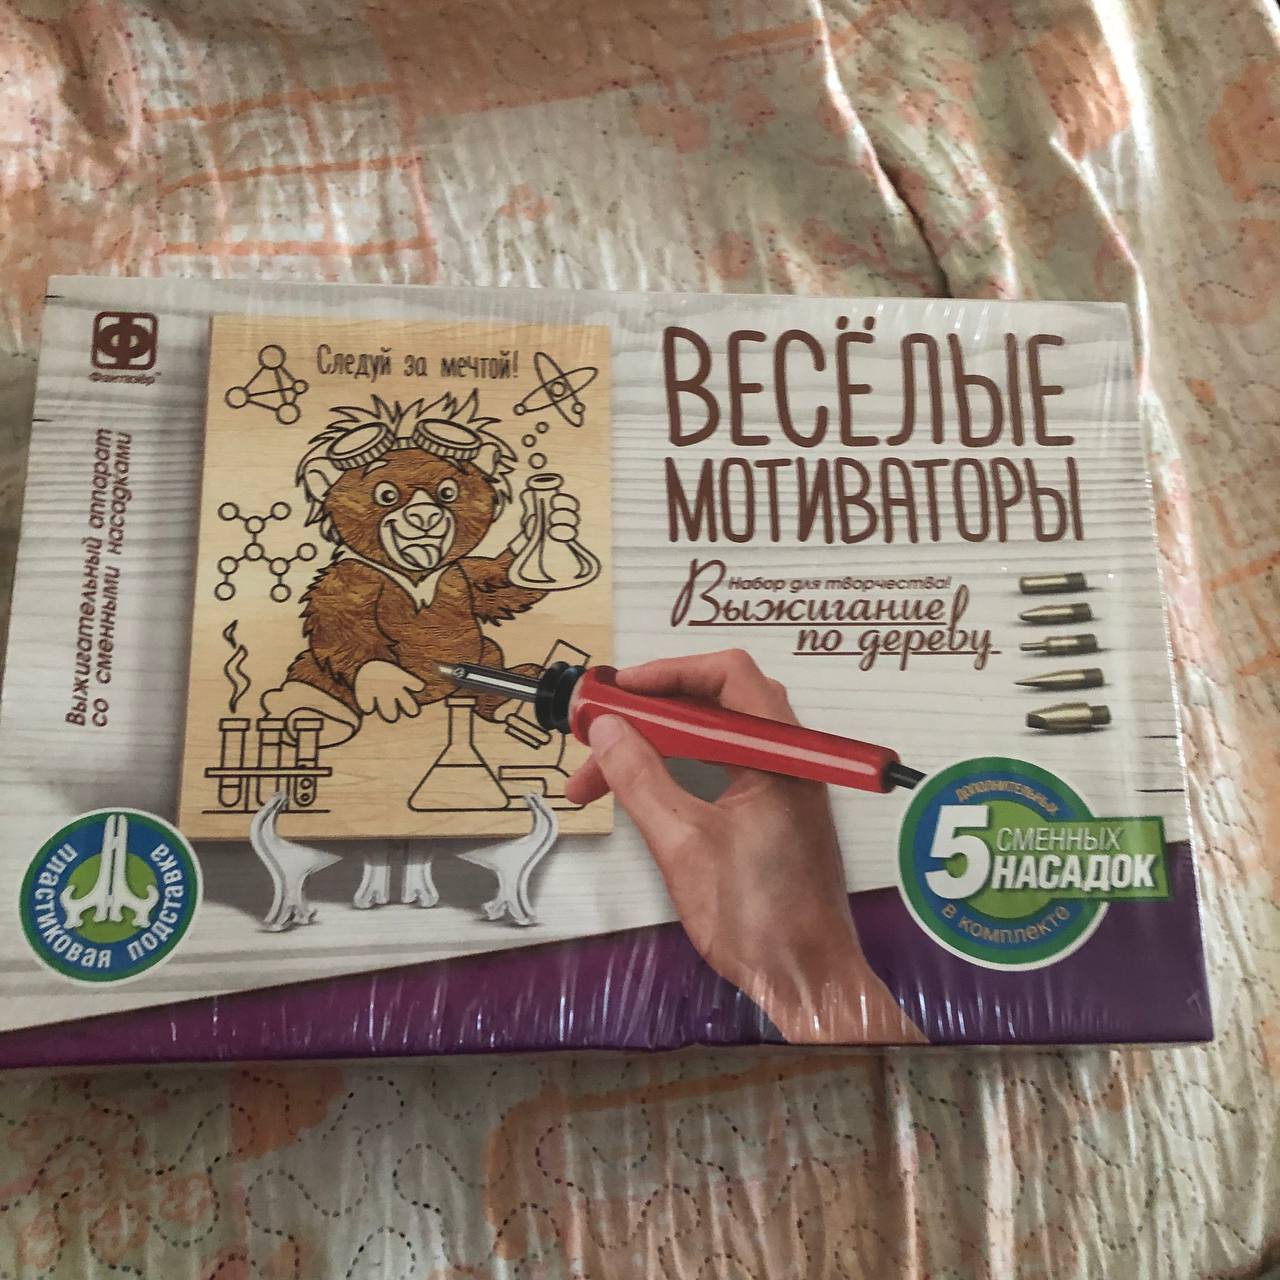 Фантазёр
Выжигательный аппарат
со сменными насадками
Следуй за мечтой!
ВЕСЁЛЫЕ
МОТИВАТОРЫ
Набор для творчества!
Выжигание
по дереву
ПЛАСТИКОВАЯ ПОДСТАВКА
ДОПОЛНИТЕЛЬНЫХ
5 СМЕННЫХ
НАСАДОК
В КОМПЛЕКТЕ